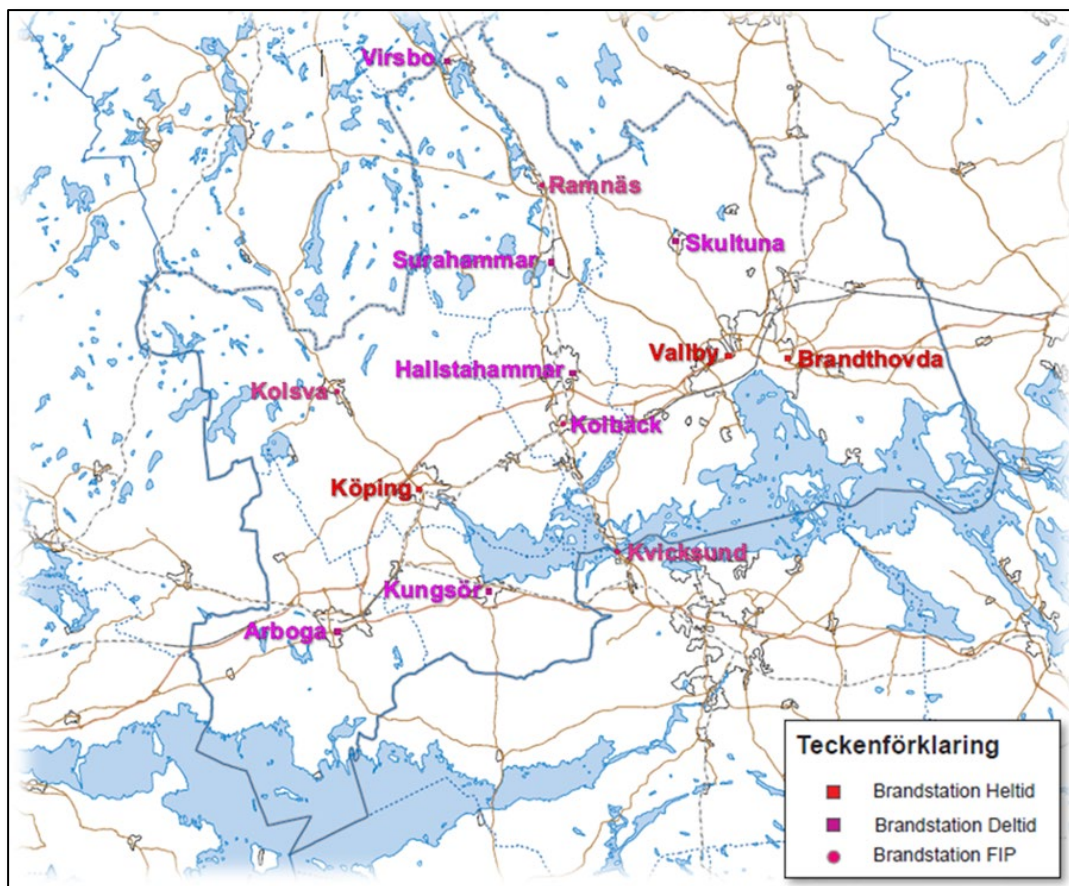 Virsbo
Ramnäs
Skultuna
Surahammar
Vallby
Brandthovda
Hallstahammar
Kolsva
Kolbäck
Köping
Kvicksund
Kungsör
Arboga
Teckenförklaring
Brandstation Heltid
Brandstation Deltid
Brandstation FIP